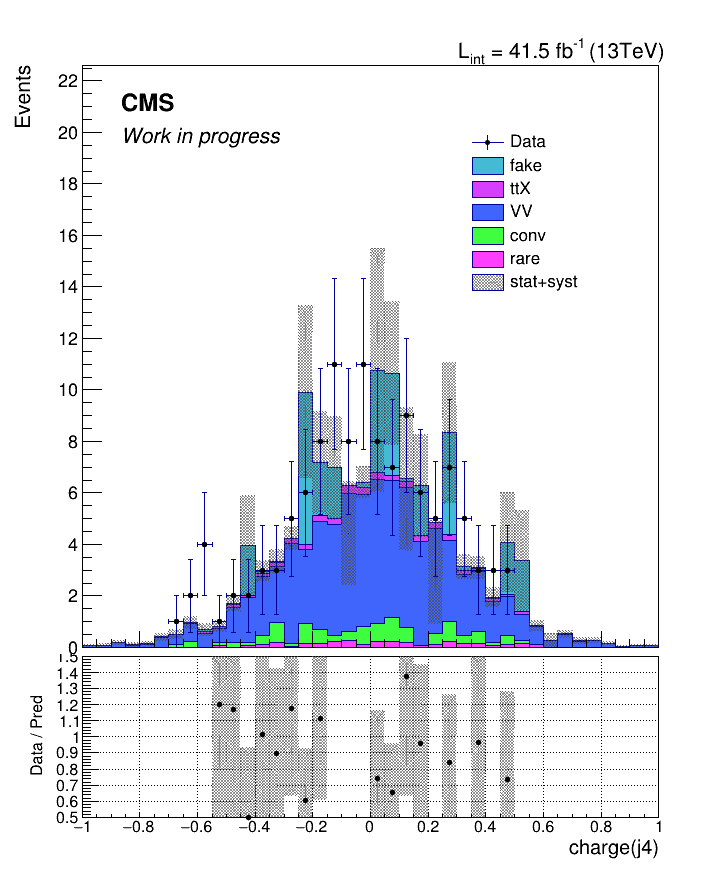 L_int = 41.5 fb^-1 (13TeV)
Events
22
CMS
20
Work in progress
Data
18
fake
ttX
16
VV
conv
rare
14
stat+syst
12
10
8
6
4
2
0
1.5
1.4
1.3
1.2
1.1
1
0.9
0.8
0.7
0.6
0.5
Data / Pred
−1 −0.8 −0.6 −0.4 −0.2 0 0.2 0.4 0.6 0.8 1
charge(j4)